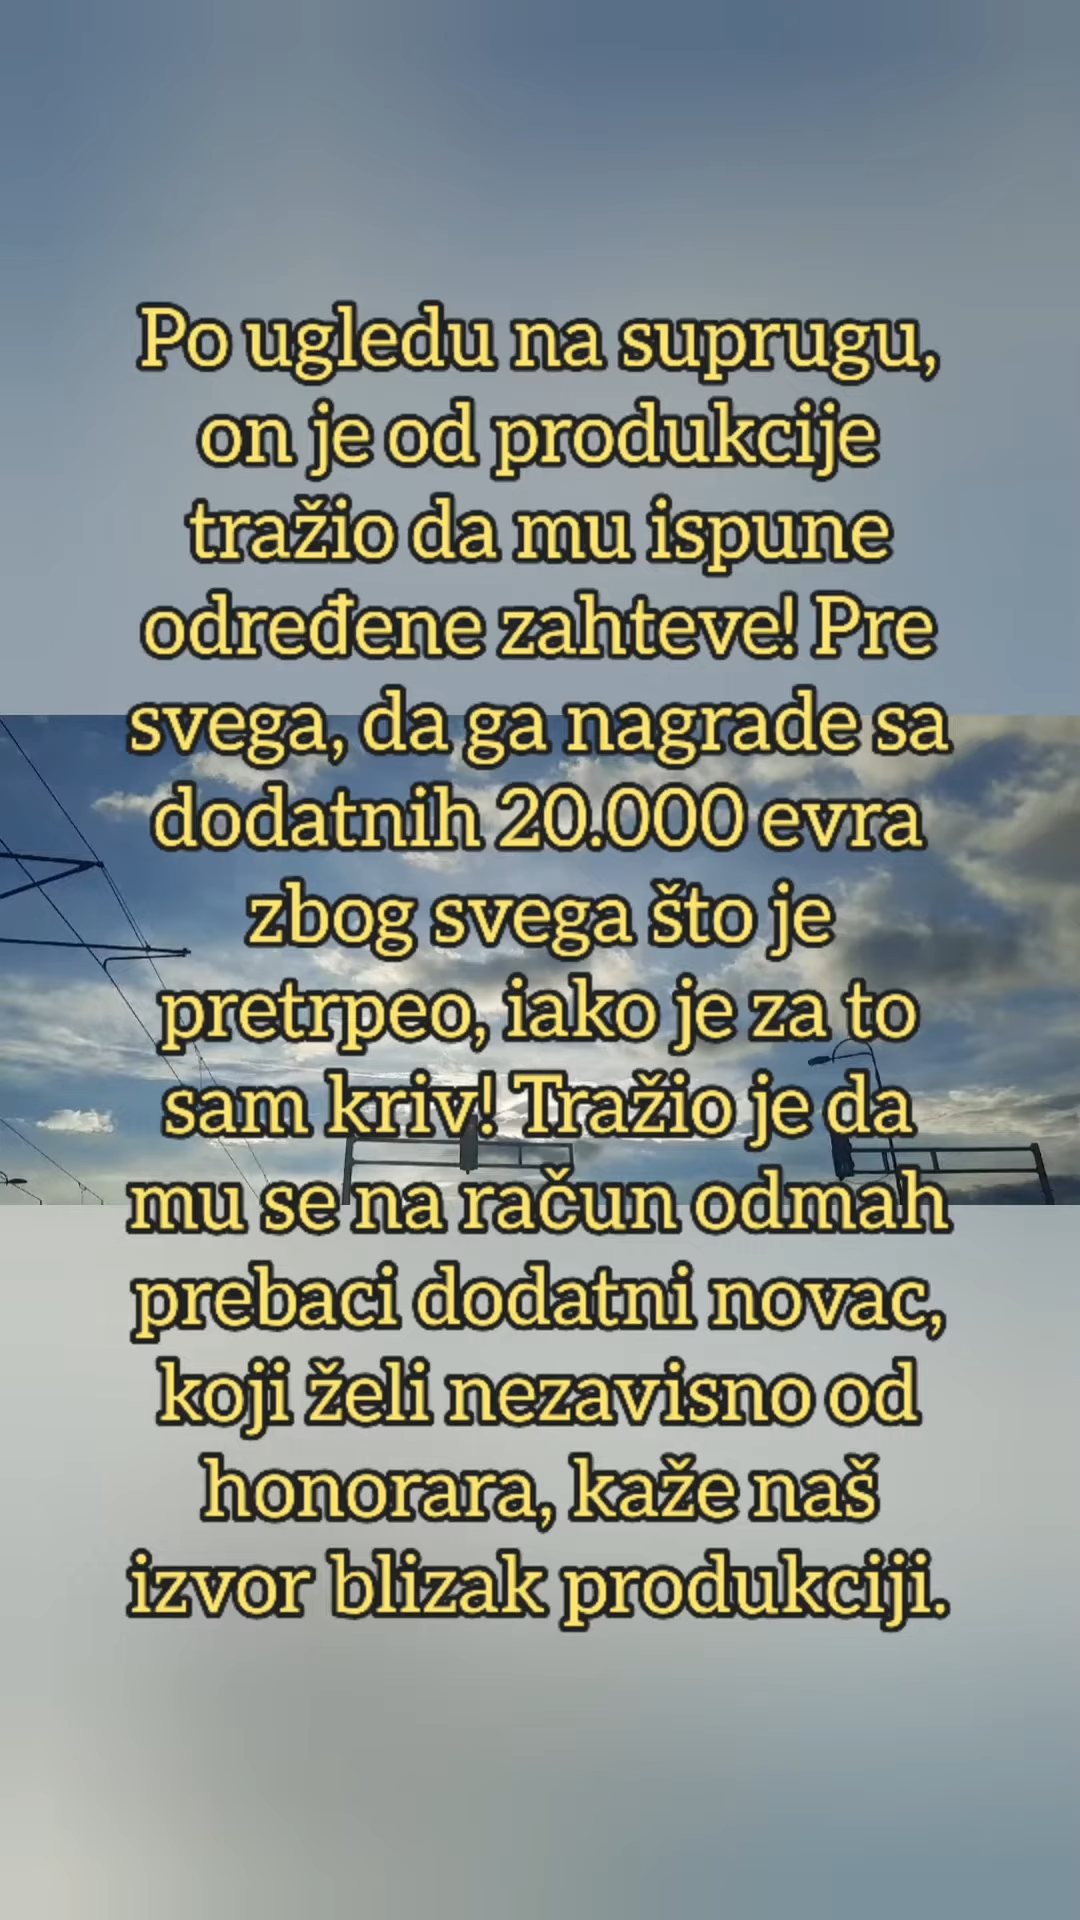 Po ugledu na suprugu,
on je od produkcije
tražio da mu ispune
određene zahteve! Pre
svega, da ga nagrade sa
dodatnih 20.000 evra
zbog svega što je
pretrpeo, iako je za to
sam kriv! Tražio je da
mu se na račun odmah
prebaci dodatni novac,
koji želi nezavisno od
honorara, kaže naš
izvor blizak produkciji.